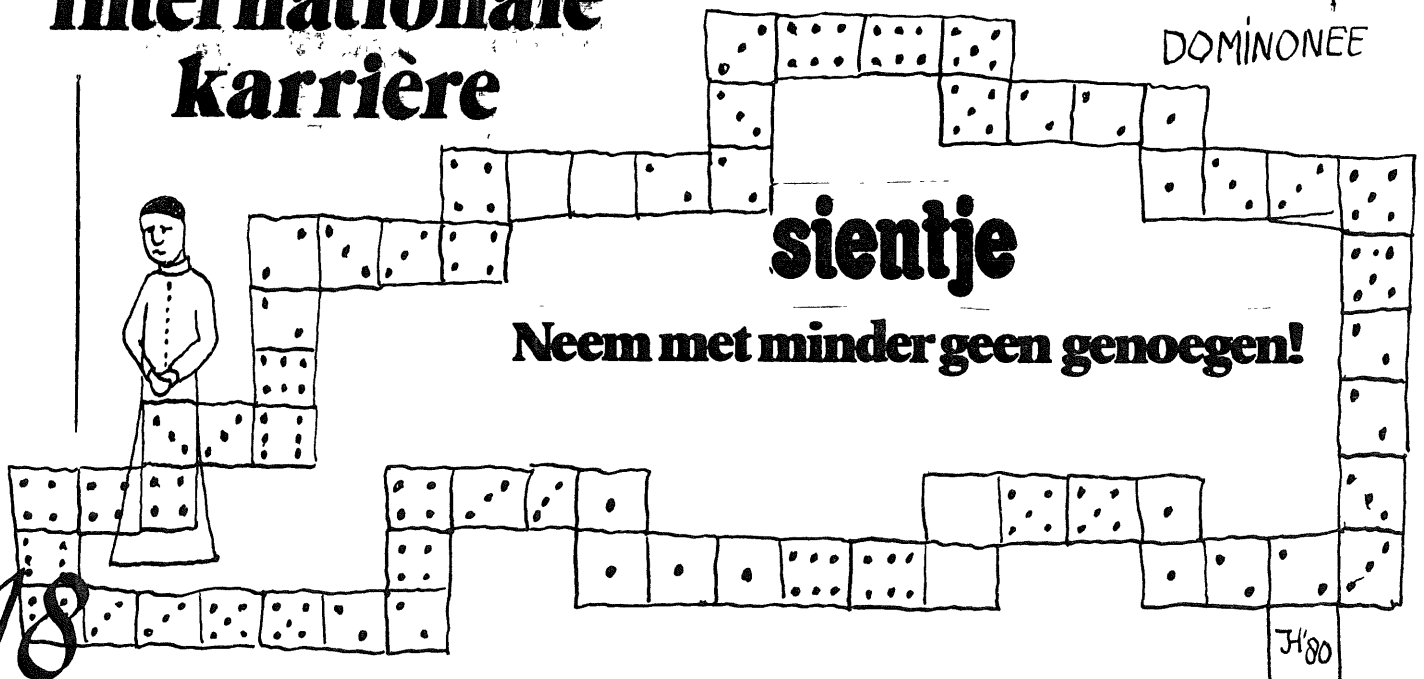 internationale
karrière
DOMINONEE
sientje
Neem met minder geen genoegen!
JH'80
18